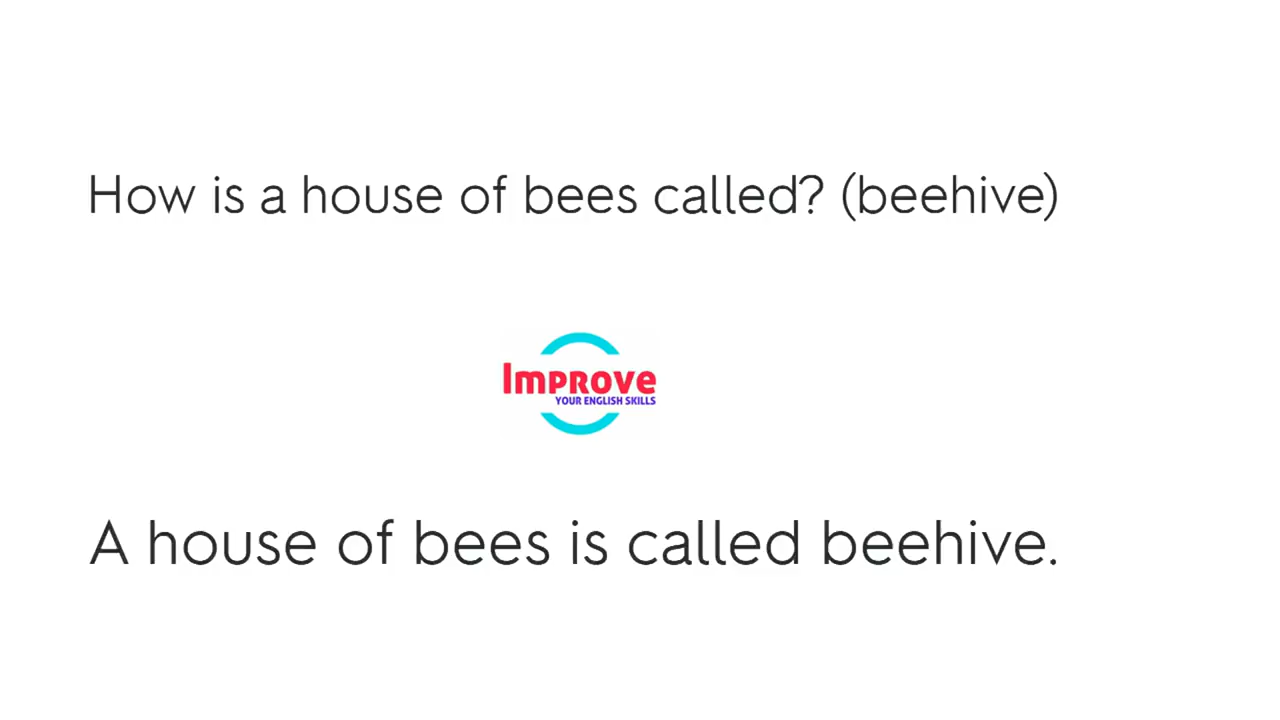 How is a house of bees called? (beehive)
Improve
YOUR ENGLISH SKILLS
A house of bees is called beehive.